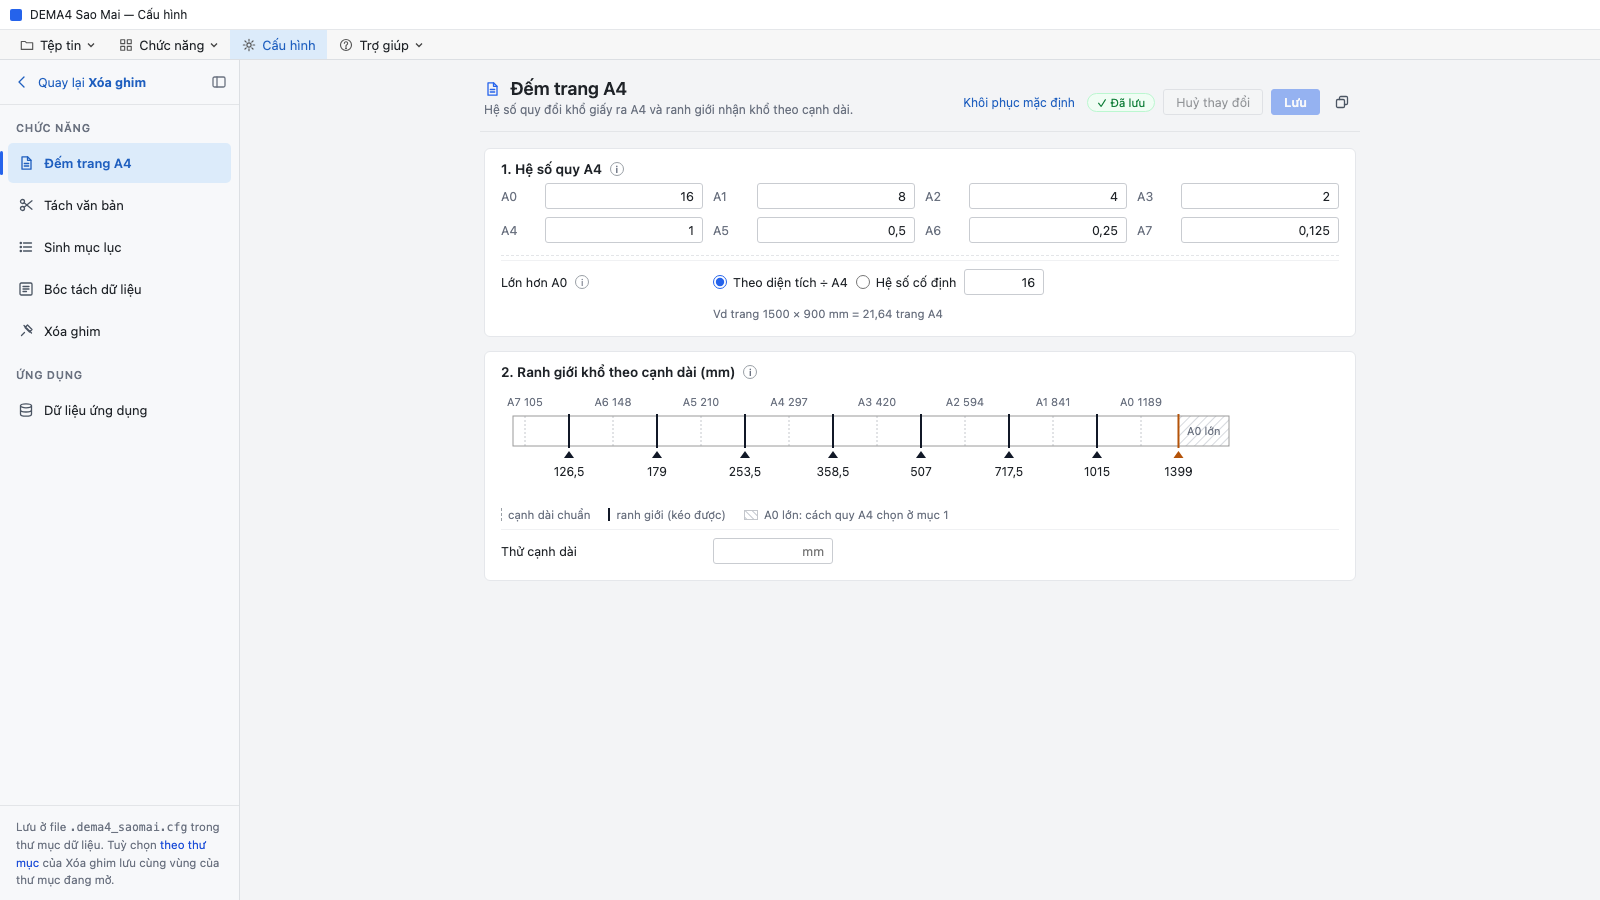 DEMA4 Sao Mai — Cấu hình
Tệp tin
Chức năng
Cấu hình
Trợ giúp
Quay lại Xóa ghim
CHỨC NĂNG
Đếm trang A4
Tách văn bản
Sinh mục lục
Bóc tách dữ liệu
Xóa ghim
ỨNG DỤNG
Dữ liệu ứng dụng
Lưu ở file .dema4_saomai.cfg trong
thư mục dữ liệu. Tuỳ chọn theo thư
mục của Xóa ghim lưu cùng vùng của
thư mục đang mở.
Đếm trang A4
Hệ số quy đổi khổ giấy ra A4 và ranh giới nhận khổ theo cạnh dài.
Khôi phục mặc định
Đã lưu
Huỷ thay đổi
Lưu
1. Hệ số quy A4
A0 16 A1 8 A2 4 A3 2
A4 1 A5 0,5 A6 0,25 A7 0,125
Lớn hơn A0
Theo diện tích ÷ A4
Hệ số cố định
16
Vd trang 1500 × 900 mm = 21,64 trang A4
2. Ranh giới khổ theo cạnh dài (mm)
A7 105 A6 148 A5 210 A4 297 A3 420 A2 594 A1 841 A0 1189
A0 lớn
126,5 179 253,5 358,5 507 717,5 1015 1399
cạnh dài chuẩn
ranh giới (kéo được)
A0 lớn: cách quy A4 chọn ở mục 1
Thử cạnh dài
mm